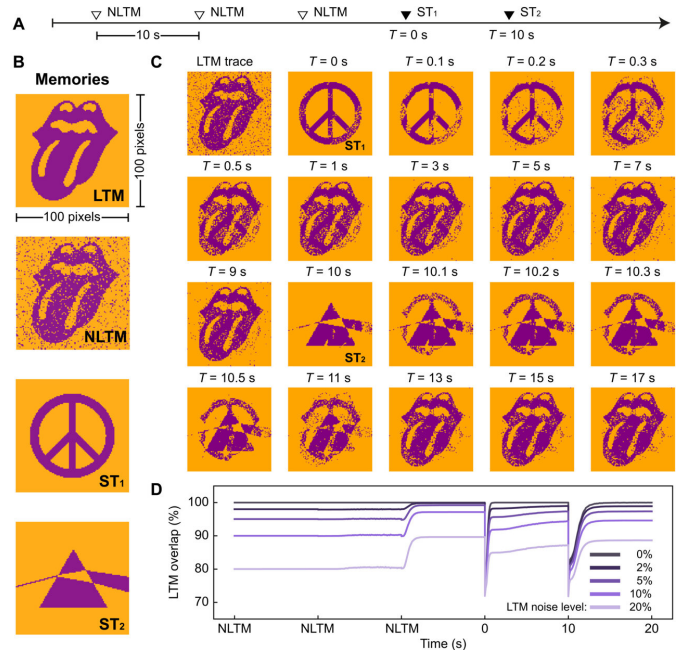 A
NLTM NLTM NLTM ST1 ST2
10 s T = 0 s T = 10 s
B
Memories
100 pixels
LTM
100 pixels
NLTM
ST1
ST2
C
LTM trace T = 0 s T = 0.1 s T = 0.2 s T = 0.3 s
ST1
T = 0.5 s T = 1 s T = 3 s T = 5 s T = 7 s
T = 9 s T = 10 s T = 10.1 s T = 10.2 s T = 10.3 s
ST2
T = 10.5 s T = 11 s T = 13 s T = 15 s T = 17 s
D
LTM overlap (%)
100
90
80
70
0%
2%
5%
10%
LTM noise level: 20%
NLTM NLTM NLTM 0 10 20
Time (s)